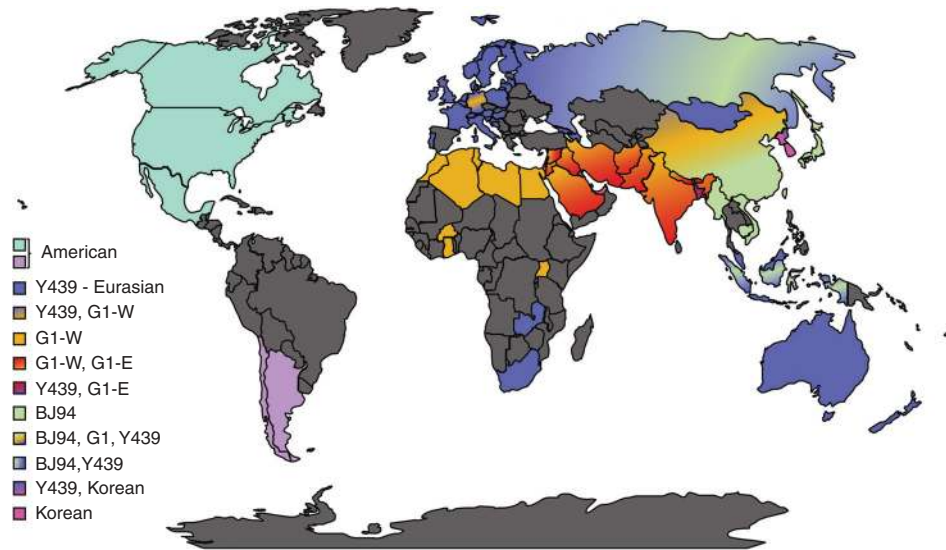 American
Y439 - Eurasian
Y439, G1-W
G1-W
G1-W, G1-E
Y439, G1-E
BJ94
BJ94, G1, Y439
BJ94,Y439
Y439, Korean
Korean